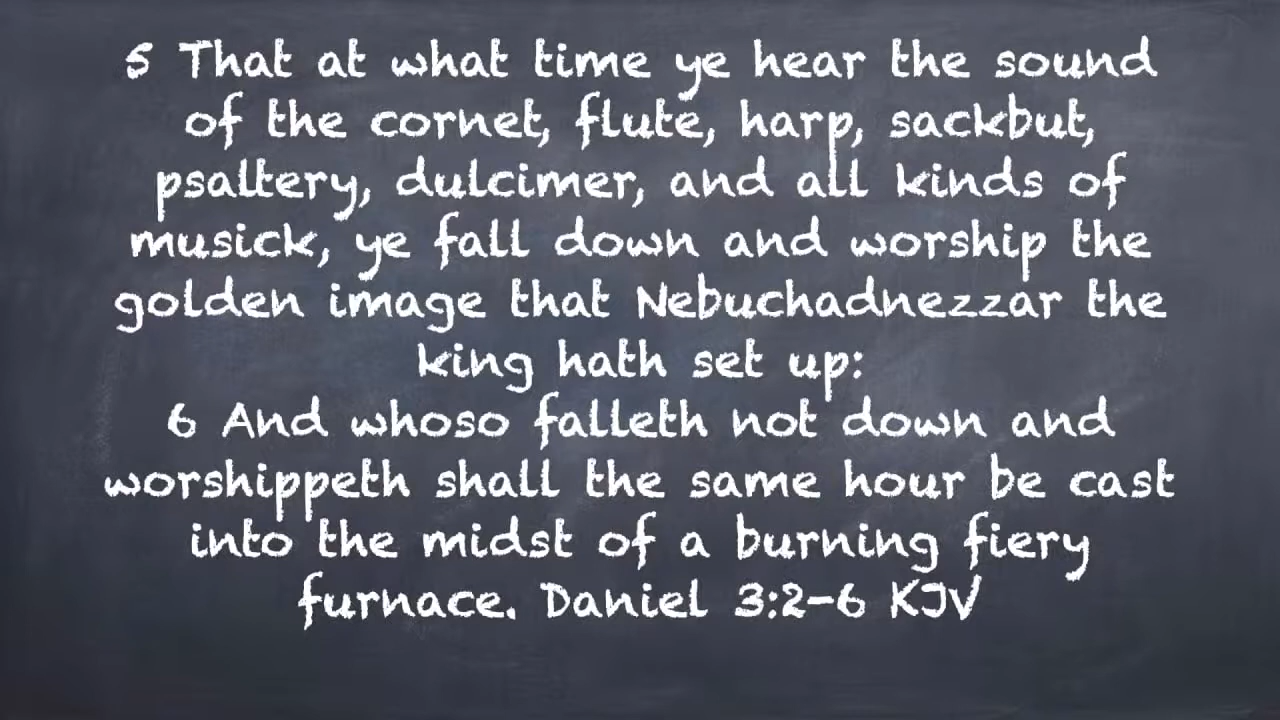 5 That at what time ye hear the sound
of the cornet, flute, harp, sackbut,
psaltery, dulcimer, and all kinds of
musick, ye fall down and worship the
golden image that Nebuchadnezzar the
king hath set up:
6 And whoso falleth not down and
worshippeth shall the same hour be cast
into the midst of a burning fiery
furnace. Daniel 3:2-6 KJV